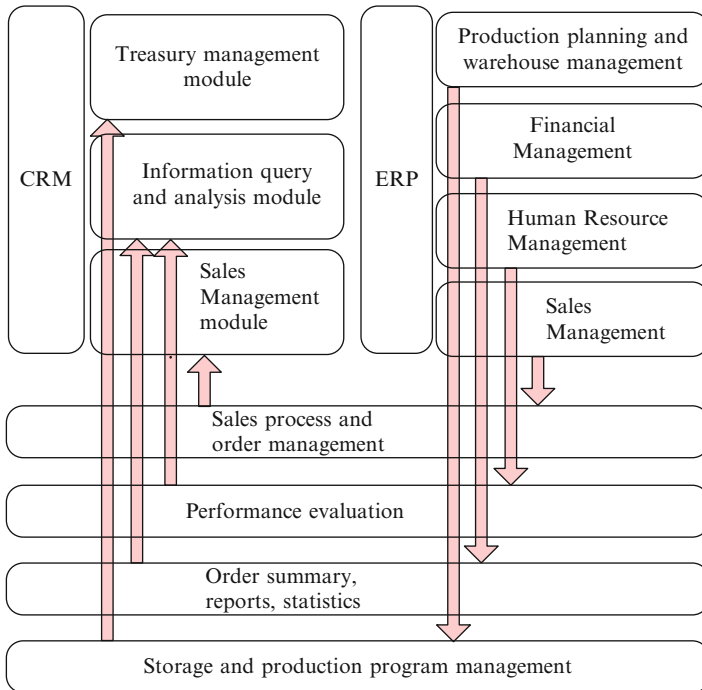 CRM
Treasury management
module
Information query
and analysis module
Sales
Management
module
ERP
Production planning and
warehouse management
Financial
Management
Human Resource
Management
Sales
Management
Sales process and
order management
Performance evaluation
Order summary,
reports, statistics
Storage and production program management